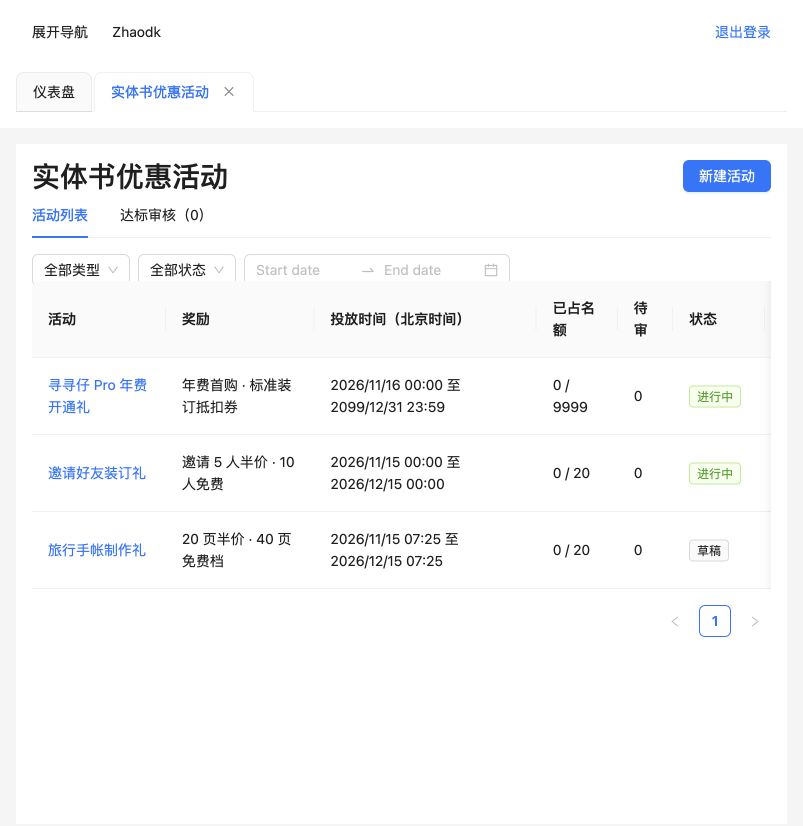 展开导航 Zhaodk 退出登录
仪表盘 实体书优惠活动
实体书优惠活动 新建活动
活动列表 达标审核（0）
全部类型 全部状态 Start date End date
活动 奖励 投放时间（北京时间） 已占名额 待审 状态
寻寻仔 Pro 年费
开通礼
年费首购 · 标准装
订抵扣券
2026/11/16 00:00 至
2099/12/31 23:59
0 /
9999
0
进行中
邀请好友装订礼
邀请 5 人半价 · 10
人免费
2026/11/15 00:00 至
2026/12/15 00:00
0 / 20
0
进行中
旅行手帐制作礼
20 页半价 · 40 页
免费档
2026/11/15 07:25 至
2026/12/15 07:25
0 / 20
0
草稿
1